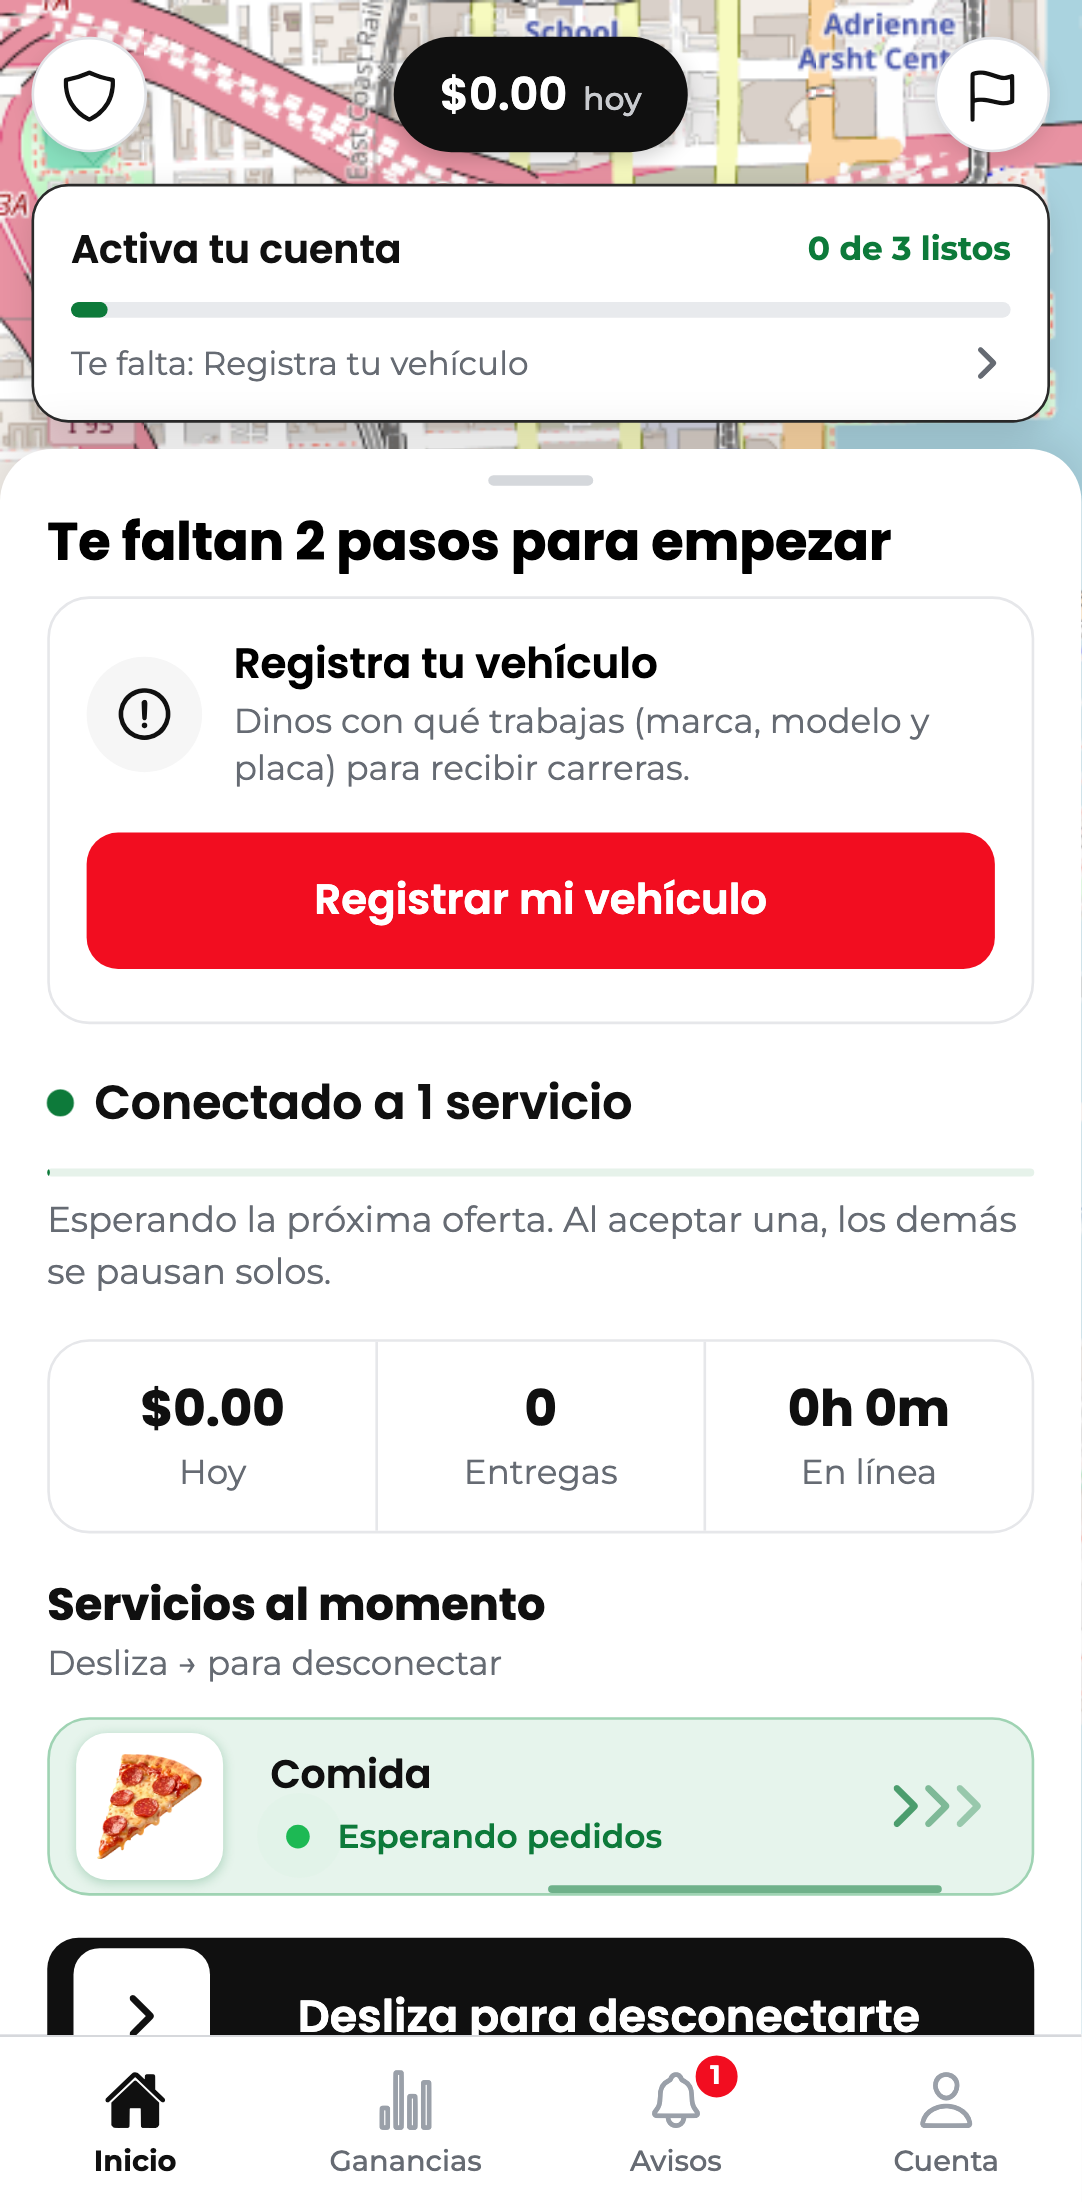 School
Adrienne
Arsht Cent
East Coast Rail
$0.00 hoy
3A
Activa tu cuenta
0 de 3 listos
Te falta: Registra tu vehículo
I 95
Te faltan 2 pasos para empezar
Registra tu vehículo
Dinos con qué trabajas (marca, modelo y
placa) para recibir carreras.
Registrar mi vehículo
Conectado a 1 servicio
Esperando la próxima oferta. Al aceptar una, los demás
se pausan solos.
$0.00
Hoy
0
Entregas
0h 0m
En línea
Servicios al momento
Desliza → para desconectar
Comida
Esperando pedidos
Desliza para desconectarte
1
Inicio
Ganancias
Avisos
Cuenta